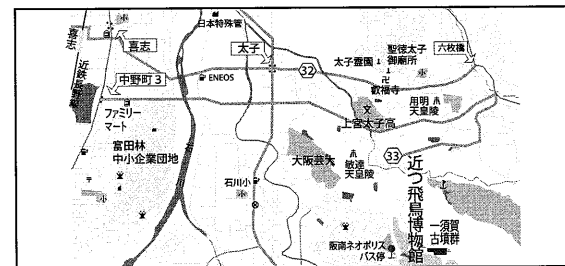 喜志
日本特殊管
喜志
太子
六枚橋
聖徳太子
御廟所
太子霊園
32
叡福寺
近鉄長野線
中野町3
ENEOS
ファミリー
マート
用明
天皇陵
上宮太子高
富田林
中小企業団地
大阪芸大
敏達
天皇陵
33
石川小
近つ飛鳥博物館
一須賀
古墳群
阪南ネオポリス
バス停